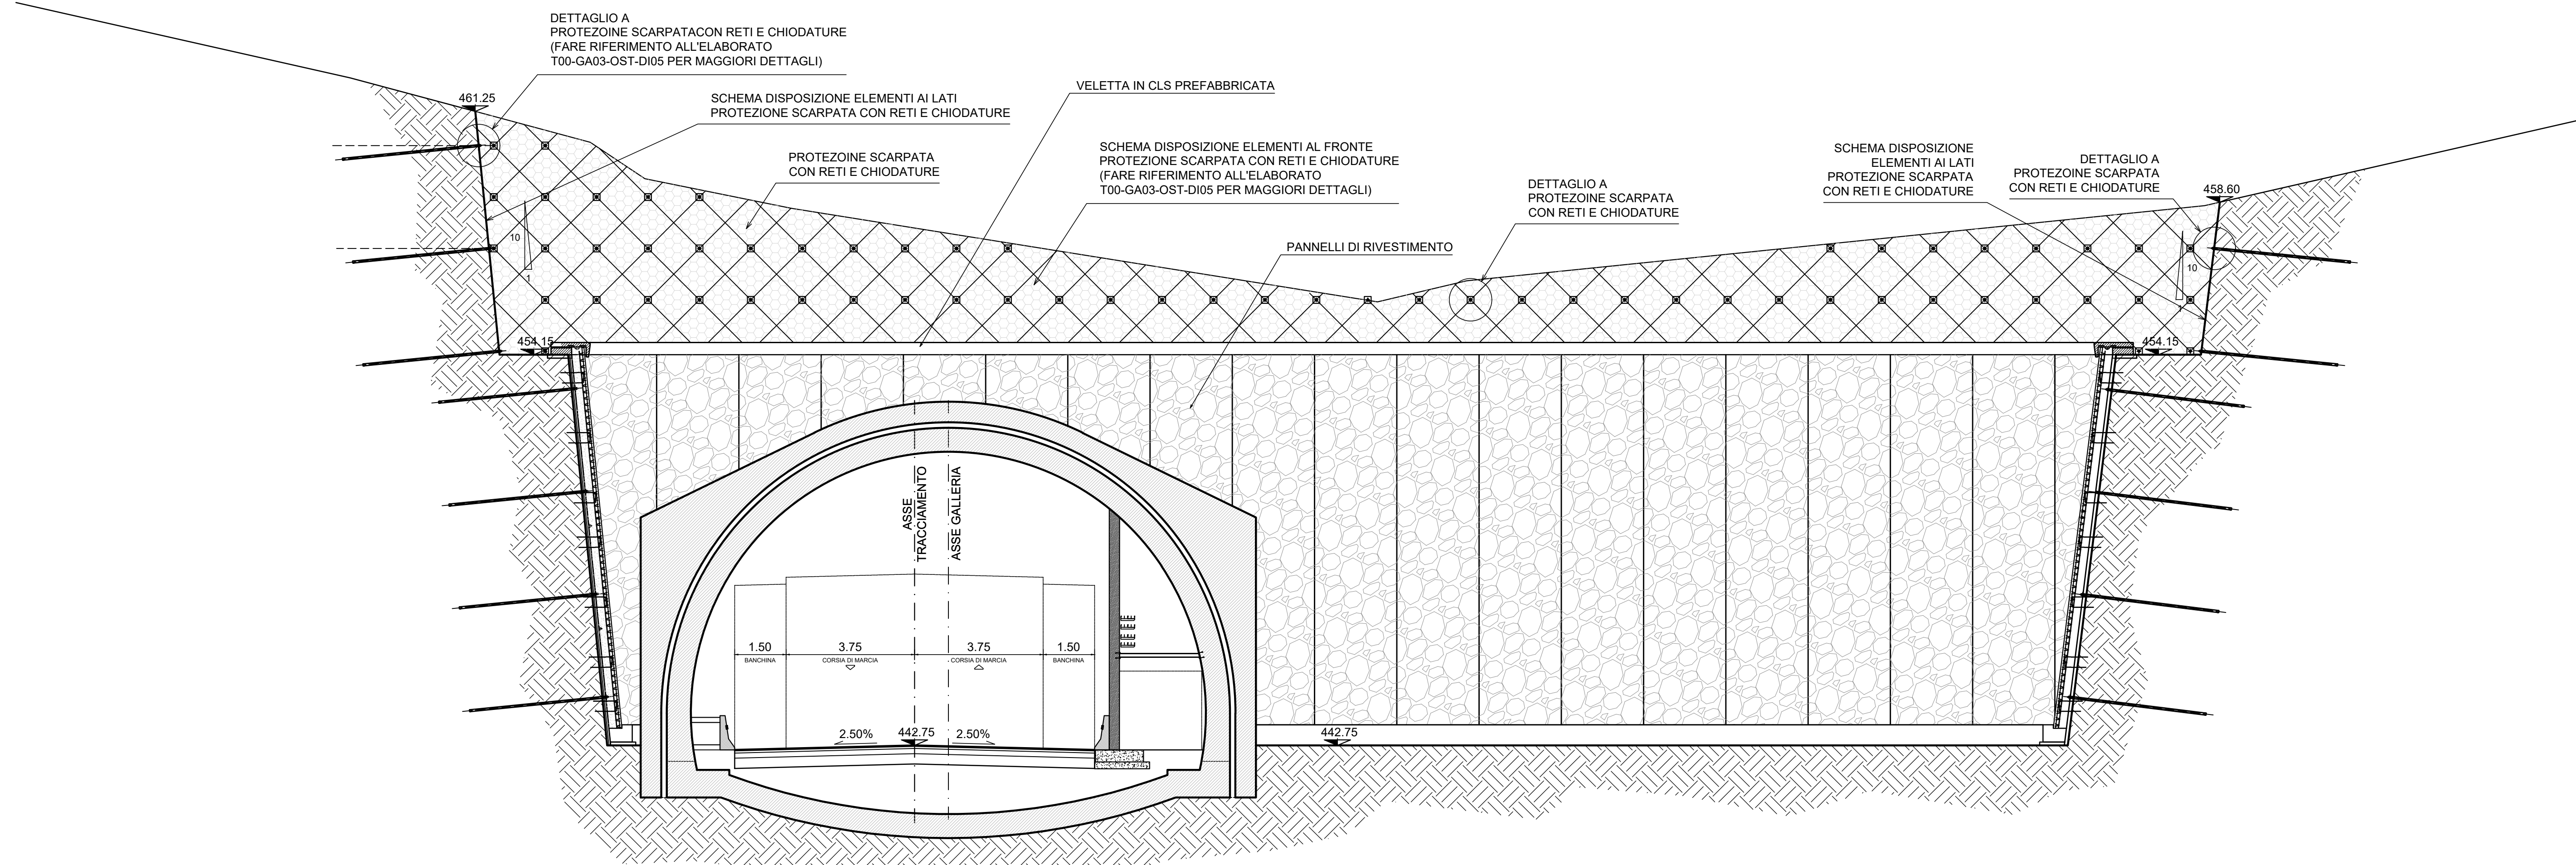 DETTAGLIO A
PROTEZOINE SCARPATACON RETI E CHIODATURE
(FARE RIFERIMENTO ALL'ELABORATO
T00-GA03-OST-DI05 PER MAGGIORI DETTAGLI)
461.25
SCHEMA DISPOSIZIONE ELEMENTI AI LATI
PROTEZIONE SCARPATA CON RETI E CHIODATURE
VELETTA IN CLS PREFABBRICATA
PROTEZOINE SCARPATA
CON RETI E CHIODATURE
SCHEMA DISPOSIZIONE ELEMENTI AL FRONTE
PROTEZIONE SCARPATA CON RETI E CHIODATURE
(FARE RIFERIMENTO ALL'ELABORATO
T00-GA03-OST-DI05 PER MAGGIORI DETTAGLI)
DETTAGLIO A
PROTEZOINE SCARPATA
CON RETI E CHIODATURE
SCHEMA DISPOSIZIONE
ELEMENTI AI LATI
PROTEZIONE SCARPATA
CON RETI E CHIODATURE
DETTAGLIO A
PROTEZOINE SCARPATA
CON RETI E CHIODATURE
458.60
PANNELLI DI RIVESTIMENTO
10
1
10
1
454.15
454.15
ASSE
TRACCIAMENTO
ASSE GALLERIA
1.50
3.75
3.75
1.50
BANCHINA
CORSIA DI MARCIA
CORSIA DI MARCIA
BANCHINA
2.50%
442.75
2.50%
442.75